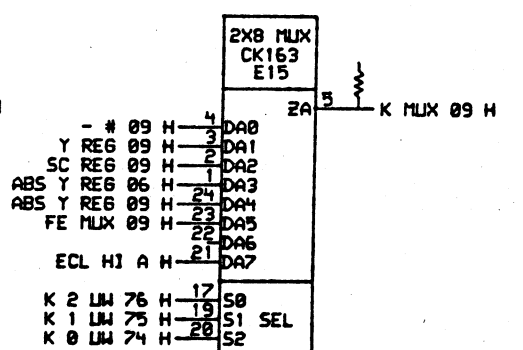 2X8 MUX
CK163
E15
ZA 5 K MUX 09 H
- # 09 H 4 DA0
Y REG 09 H 3 DA1
SC REG 09 H 2 DA2
ABS Y REG 06 H 1 DA3
ABS Y REG 09 H 24 DA4
FE MUX 09 H 23 DA5
22 DA6
ECL HI A H 21 DA7
K 2 UW 76 H 17 S0
K 1 UW 75 H 19 S1 SEL
K 0 UW 74 H 20 S2